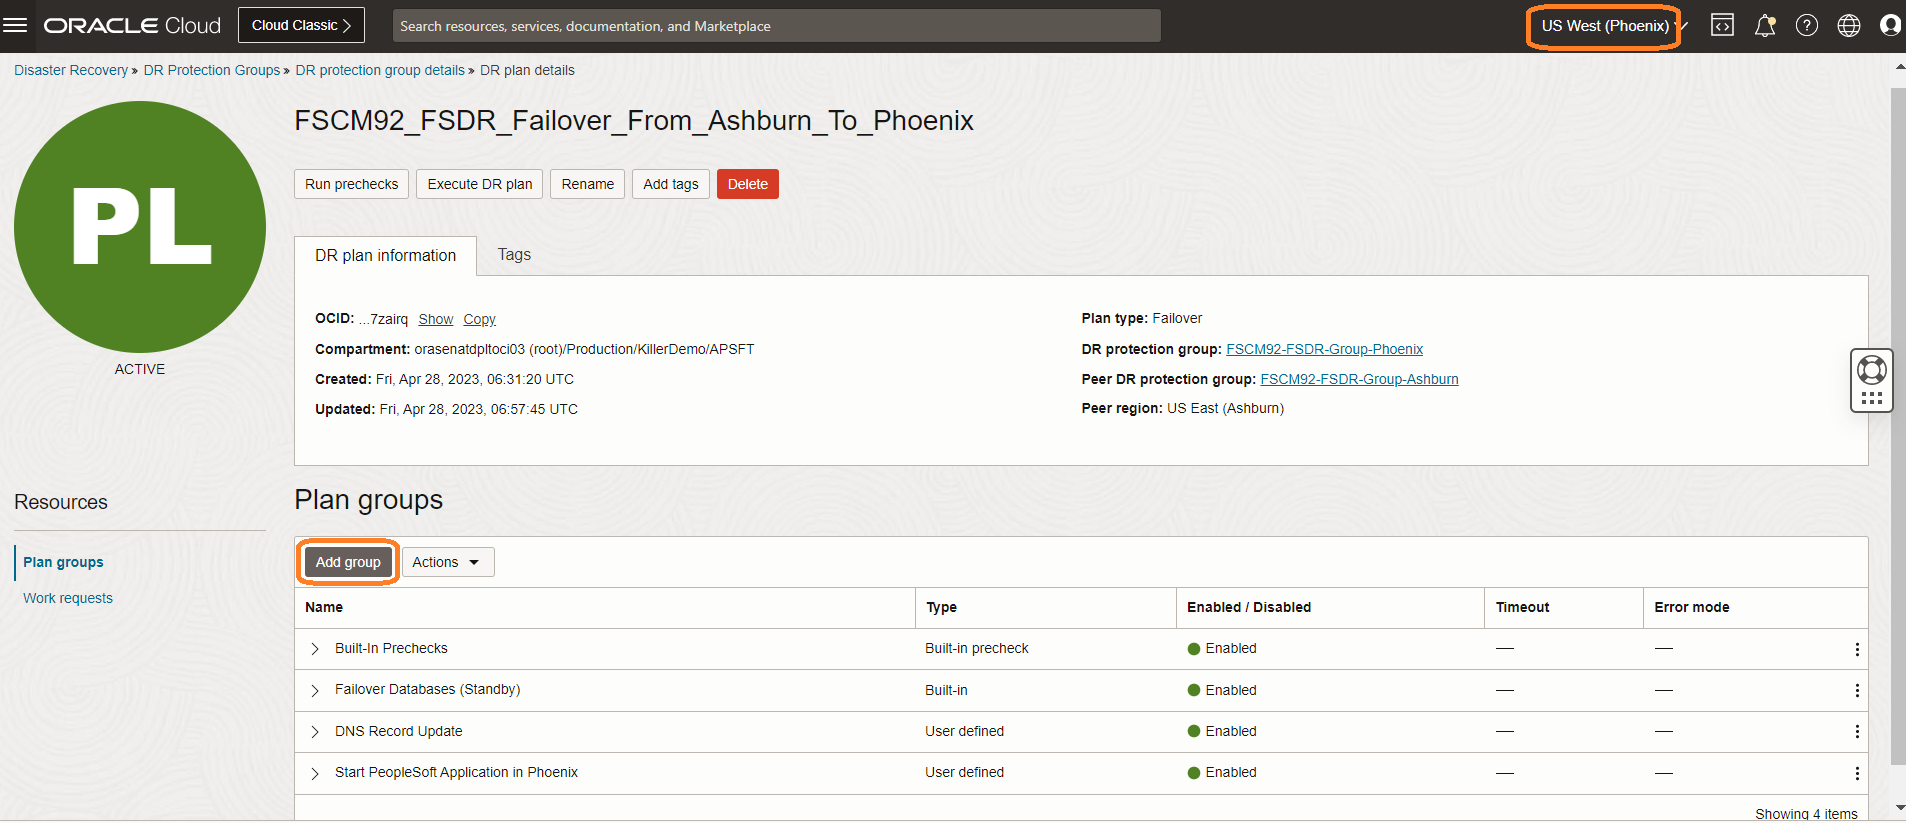 ORACLE Cloud Cloud Classic Search resources, services, documentation, and Marketplace US West (Phoenix)
Disaster Recovery » DR Protection Groups » DR protection group details » DR plan details
PL
ACTIVE
FSCM92_FSDR_Failover_From_Ashburn_To_Phoenix
Run prechecks Execute DR plan Rename Add tags Delete
DR plan information Tags
OCID: ...7zairq Show Copy
Compartment: orasenatdpltoci03 (root)/Production/KillerDemo/APSFT
Created: Fri, Apr 28, 2023, 06:31:20 UTC
Updated: Fri, Apr 28, 2023, 06:57:45 UTC
Plan type: Failover
DR protection group: FSCM92-FSDR-Group-Phoenix
Peer DR protection group: FSCM92-FSDR-Group-Ashburn
Peer region: US East (Ashburn)
Resources
Plan groups
Work requests
Plan groups
Add group Actions
Name Type Enabled / Disabled Timeout Error mode
Built-In Prechecks Built-in precheck Enabled — —
Failover Databases (Standby) Built-in Enabled — —
DNS Record Update User defined Enabled — —
Start PeopleSoft Application in Phoenix User defined Enabled — —
Showing 4 items